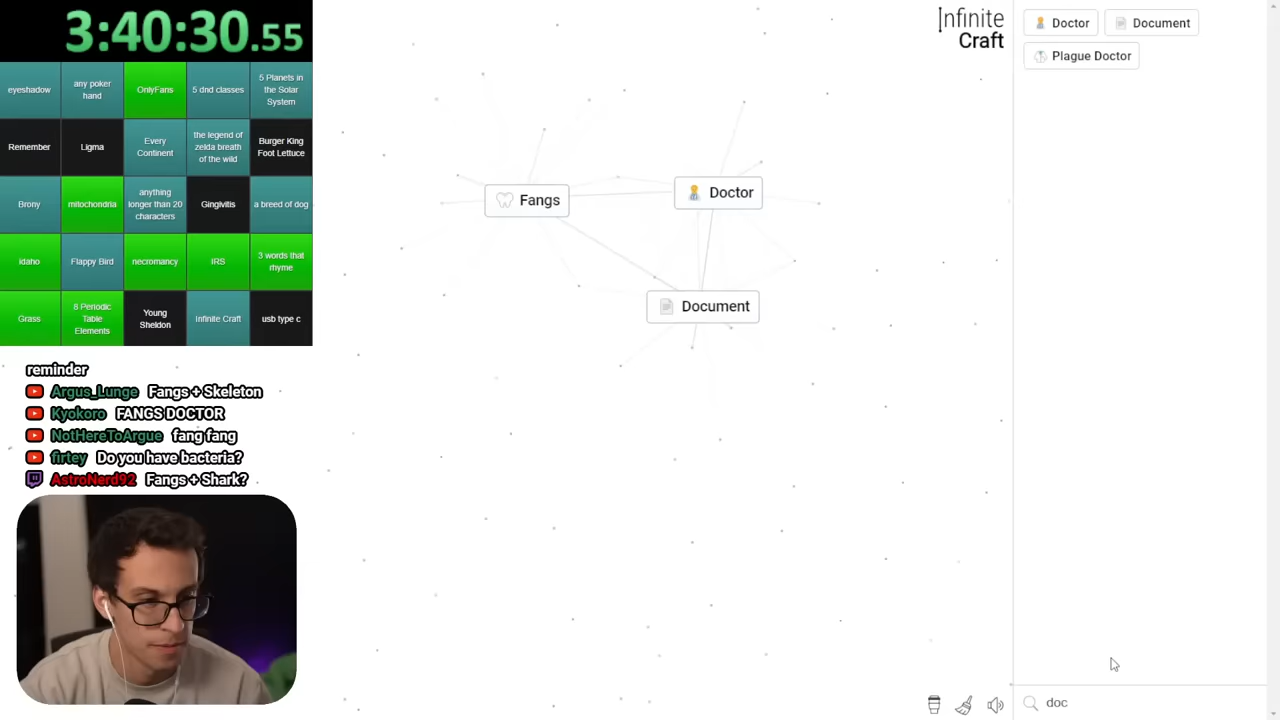 3:40:30.55
eyeshadow
any poker
hand
OnlyFans
5 dnd classes
5 Planets in
the Solar
System
Remember
Ligma
Every
Continent
the legend of
zelda breath
of the wild
Burger King
Foot Lettuce
Brony
mitochondria
anything
longer than 20
characters
Gingivitis
a breed of dog
idaho
Flappy Bird
necromancy
IRS
3 words that
rhyme
Grass
8 Periodic
Table
Elements
Young
Sheldon
Infinite Craft
usb type c
reminder
Argus_Lunge Fangs + Skeleton
Kyokoro FANGS DOCTOR
NotHereToArgue fang fang
firtey Do you have bacteria?
AstroNerd92 Fangs + Shark?
Fangs
Doctor
Document
Infinite
Craft
Doctor Document
Plague Doctor
doc